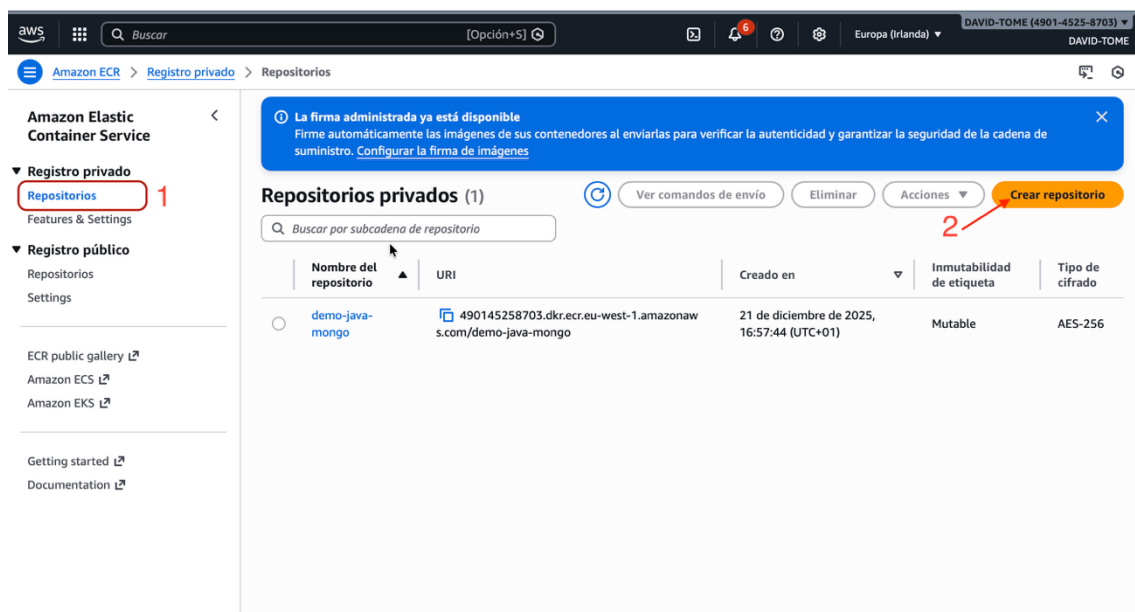 aws
Buscar
[Opción+S]
6
Europa (Irlanda) ▼
DAVID-TOME (4901-4525-8703) ▼
DAVID-TOME
Amazon ECR > Registro privado > Repositorios
Amazon Elastic
Container Service
Registro privado
Repositorios
1
Features & Settings
Registro público
Repositorios
Settings
ECR public gallery
Amazon ECS
Amazon EKS
Getting started
Documentation
La firma administrada ya está disponible
Firme automáticamente las imágenes de sus contenedores al enviarlas para verificar la autenticidad y garantizar la seguridad de la cadena de
suministro. Configurar la firma de imágenes
Repositorios privados (1)
Ver comandos de envío
Eliminar
Acciones ▼
Crear repositorio
2
Buscar por subcadena de repositorio
Nombre del
repositorio
URI
Creado en
Inmutabilidad
de etiqueta
Tipo de
cifrado
demo-java-
mongo
490145258703.dkr.ecr.eu-west-1.amazonaw
s.com/demo-java-mongo
21 de diciembre de 2025,
16:57:44 (UTC+01)
Mutable
AES-256